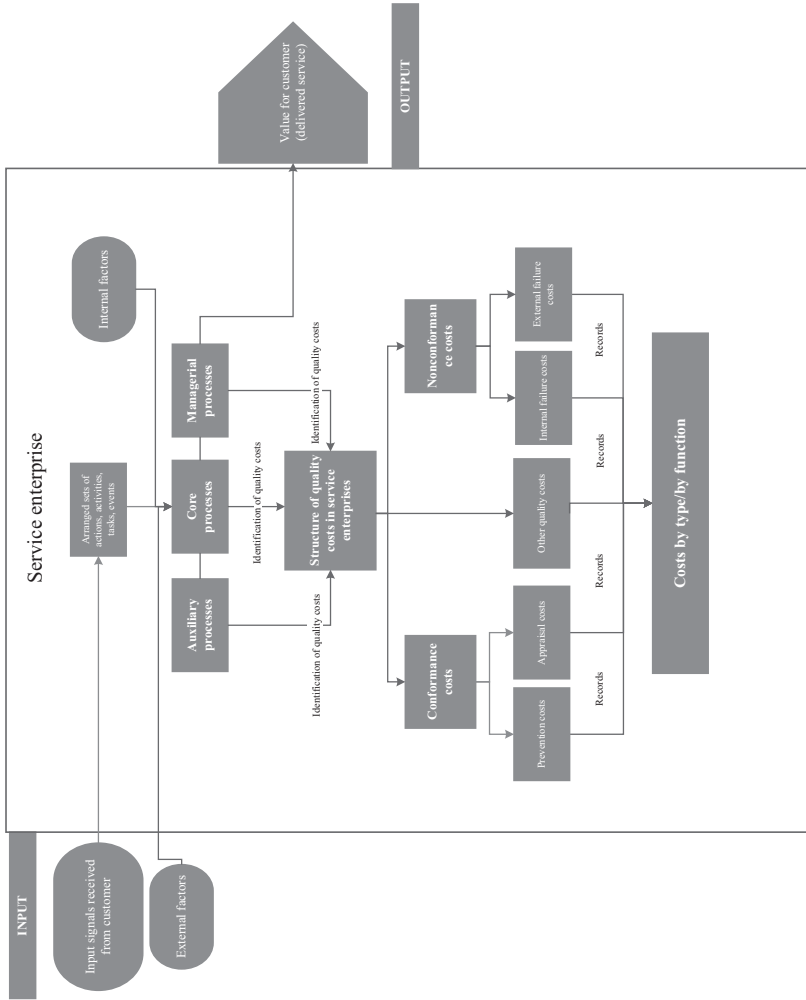 Service enterprise
INPUT
Input signals received
from customer
External factors
Arranged sets of
actions, activities,
tasks, events
Internal factors
Auxiliary
processes
Core
processes
Managerial
processes
Value for customer
(delivered service)
OUTPUT
Identification of quality costs
Identification of quality costs
Identification of quality costs
Structure of quality
costs in service
enterprises
Conformance
costs
Nonconforman
ce costs
Prevention costs
Appraisal costs
Other quality costs
Internal failure costs
External failure
costs
Records
Records
Records
Records
Costs by type/by function